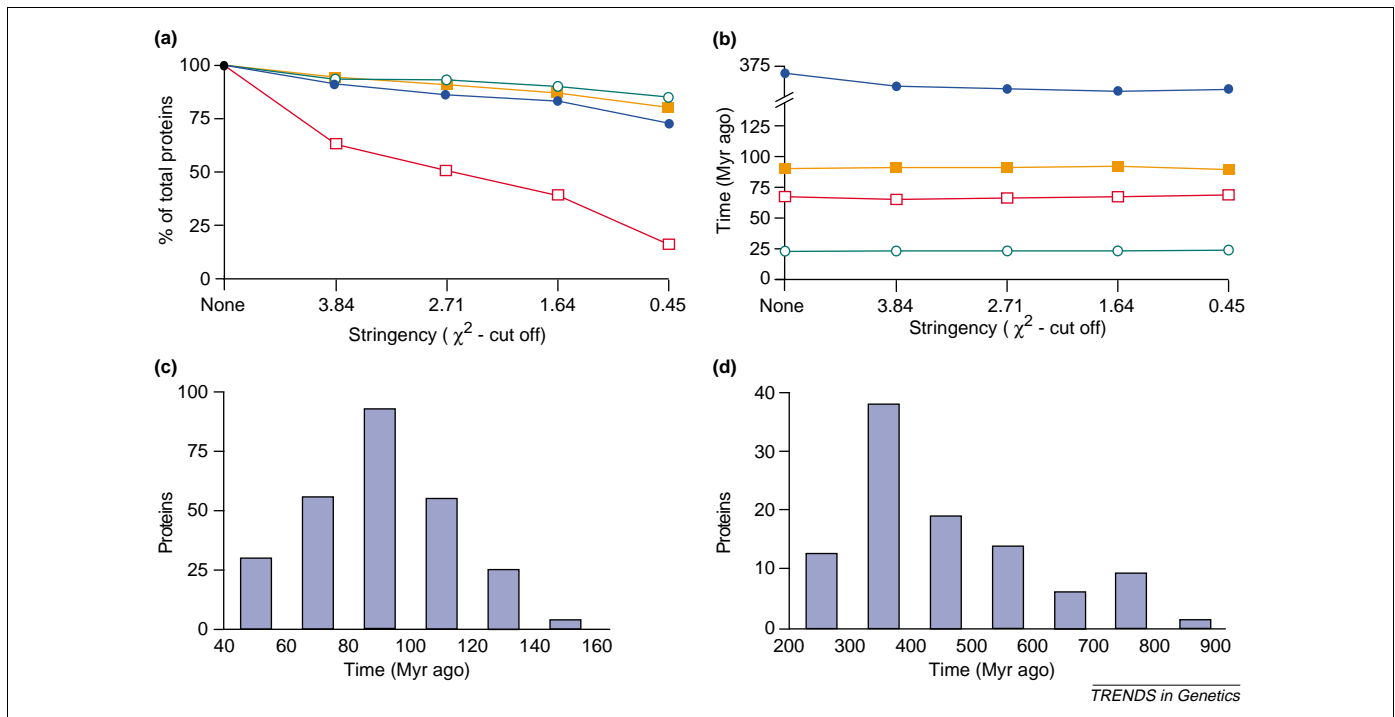 (a)
100
75
50
25
0
% of total proteins
None 3.84 2.71 1.64 0.45
Stringency ( χ² - cut off)
(b)
375
125
100
75
50
25
0
Time (Myr ago)
None 3.84 2.71 1.64 0.45
Stringency ( χ² - cut off)
(c)
100
75
50
25
0
Proteins
40 60 80 100 120 140 160
Time (Myr ago)
(d)
40
30
20
10
0
Proteins
200 300 400 500 600 700 800 900
Time (Myr ago)
TRENDS in Genetics